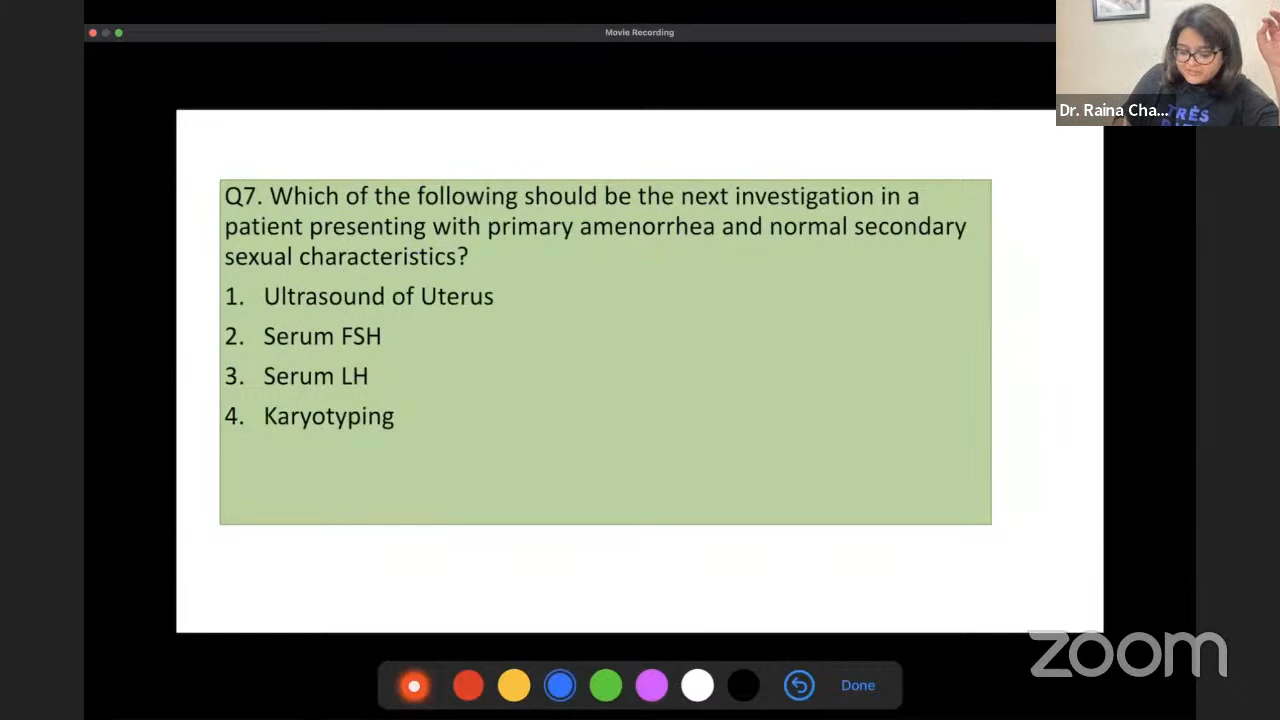 Movie Recording
Dr. Raina Cha...
TRÈS
Q7. Which of the following should be the next investigation in a
patient presenting with primary amenorrhea and normal secondary
sexual characteristics?
1. Ultrasound of Uterus
2. Serum FSH
3. Serum LH
4. Karyotyping
zoom
Done